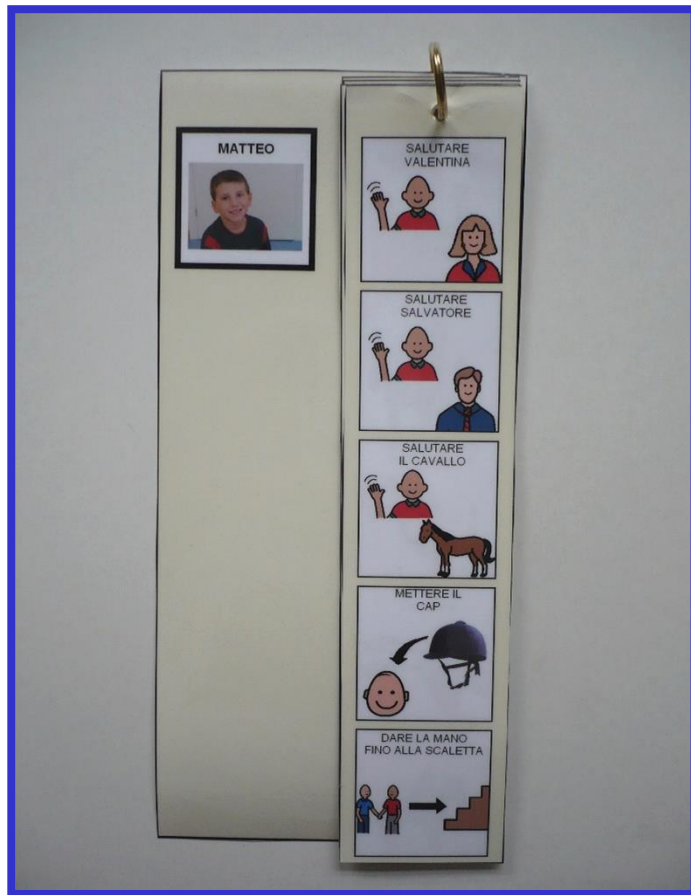 MATTEO
SALUTARE
VALENTINA
SALUTARE
SALVATORE
SALUTARE
IL CAVALLO
METTERE IL
CAP
DARE LA MANO
FINO ALLA SCALETTA